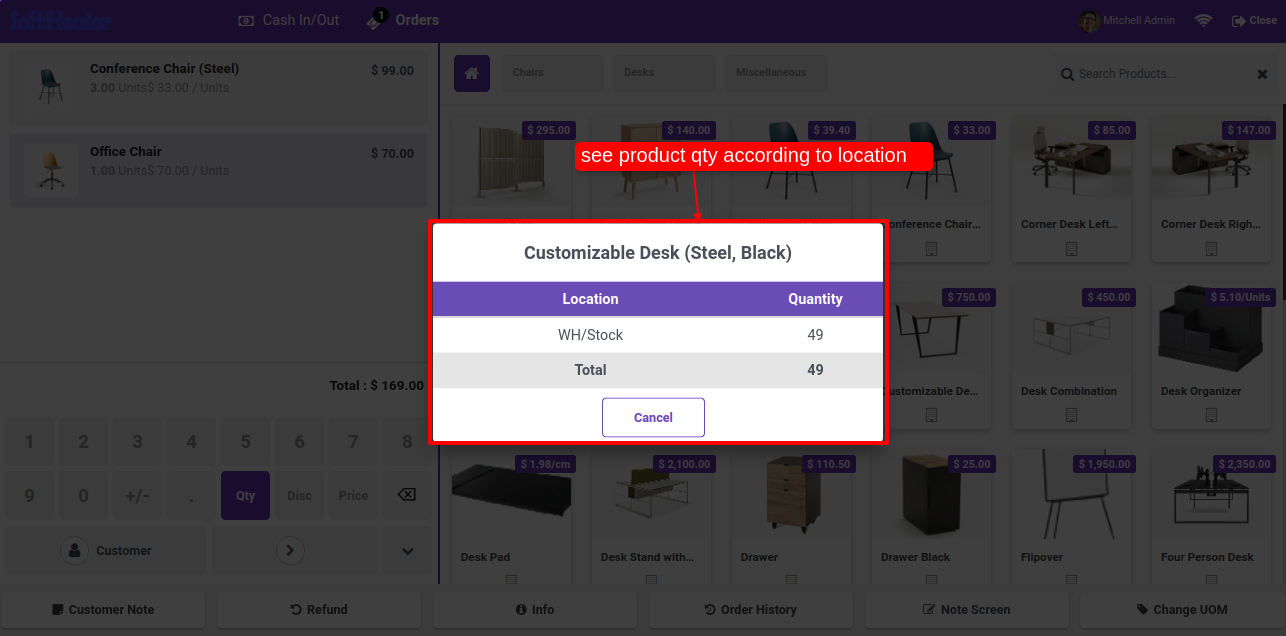 SoftHealer
Cash In/Out
1
Orders
Mitchell Admin
Close
Conference Chair (Steel)
$ 99.00
3.00 Units$ 33.00 / Units
Office Chair
$ 70.00
1.00 Units$ 70.00 / Units
Total : $ 169.00
1 2 3 4 5 6 7 8
9 0 +/- . Qty Disc Price
Customer
Chairs
Desks
Miscellaneous
Search Products...
$ 295.00
$ 140.00
$ 39.40
$ 33.00
$ 85.00
$ 147.00
see product qty according to location
onference Chair...
Corner Desk Left...
Corner Desk Righ...
Customizable Desk (Steel, Black)
Location Quantity
WH/Stock 49
Total 49
Cancel
$ 750.00
$ 450.00
$ 5.10/Units
ustomizable De...
Desk Combination
Desk Organizer
$ 1.98/cm
$ 2,100.00
$ 110.50
$ 25.00
$ 1,950.00
$ 2,350.00
Desk Pad
Desk Stand with...
Drawer
Drawer Black
Flipover
Four Person Desk
Customer Note
Refund
Info
Order History
Note Screen
Change UOM